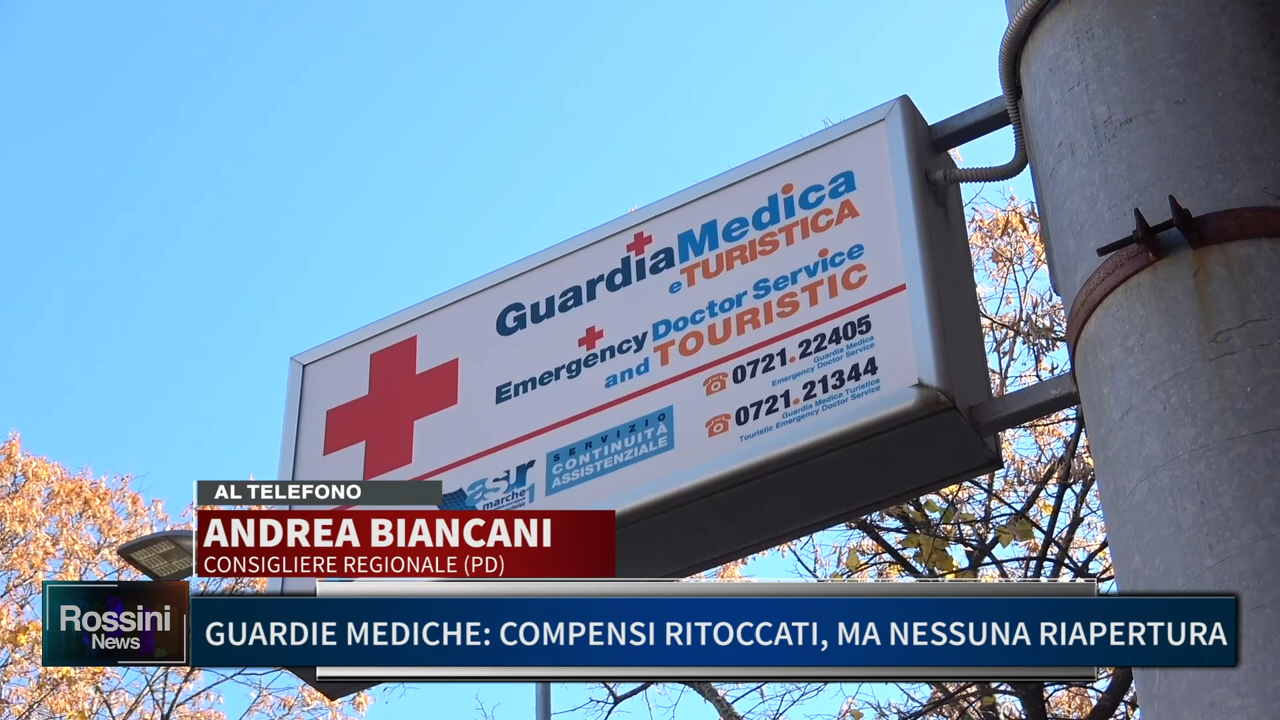 GuardiaMedica
e TURISTICA
Emergency Doctor Service
and TOURISTIC
0721.22405
Guardia Medica
Emergency Doctor Service
0721.21344
Guardia Medica Turistica
Touristic Emergency Doctor Service
SERVIZIO
CONTINUITÀ
ASSISTENZIALE
asur
marche
AL TELEFONO
ANDREA BIANCANI
CONSIGLIERE REGIONALE (PD)
Rossini
News
GUARDIE MEDICHE: COMPENSI RITOCCATI, MA NESSUNA RIAPERTURA